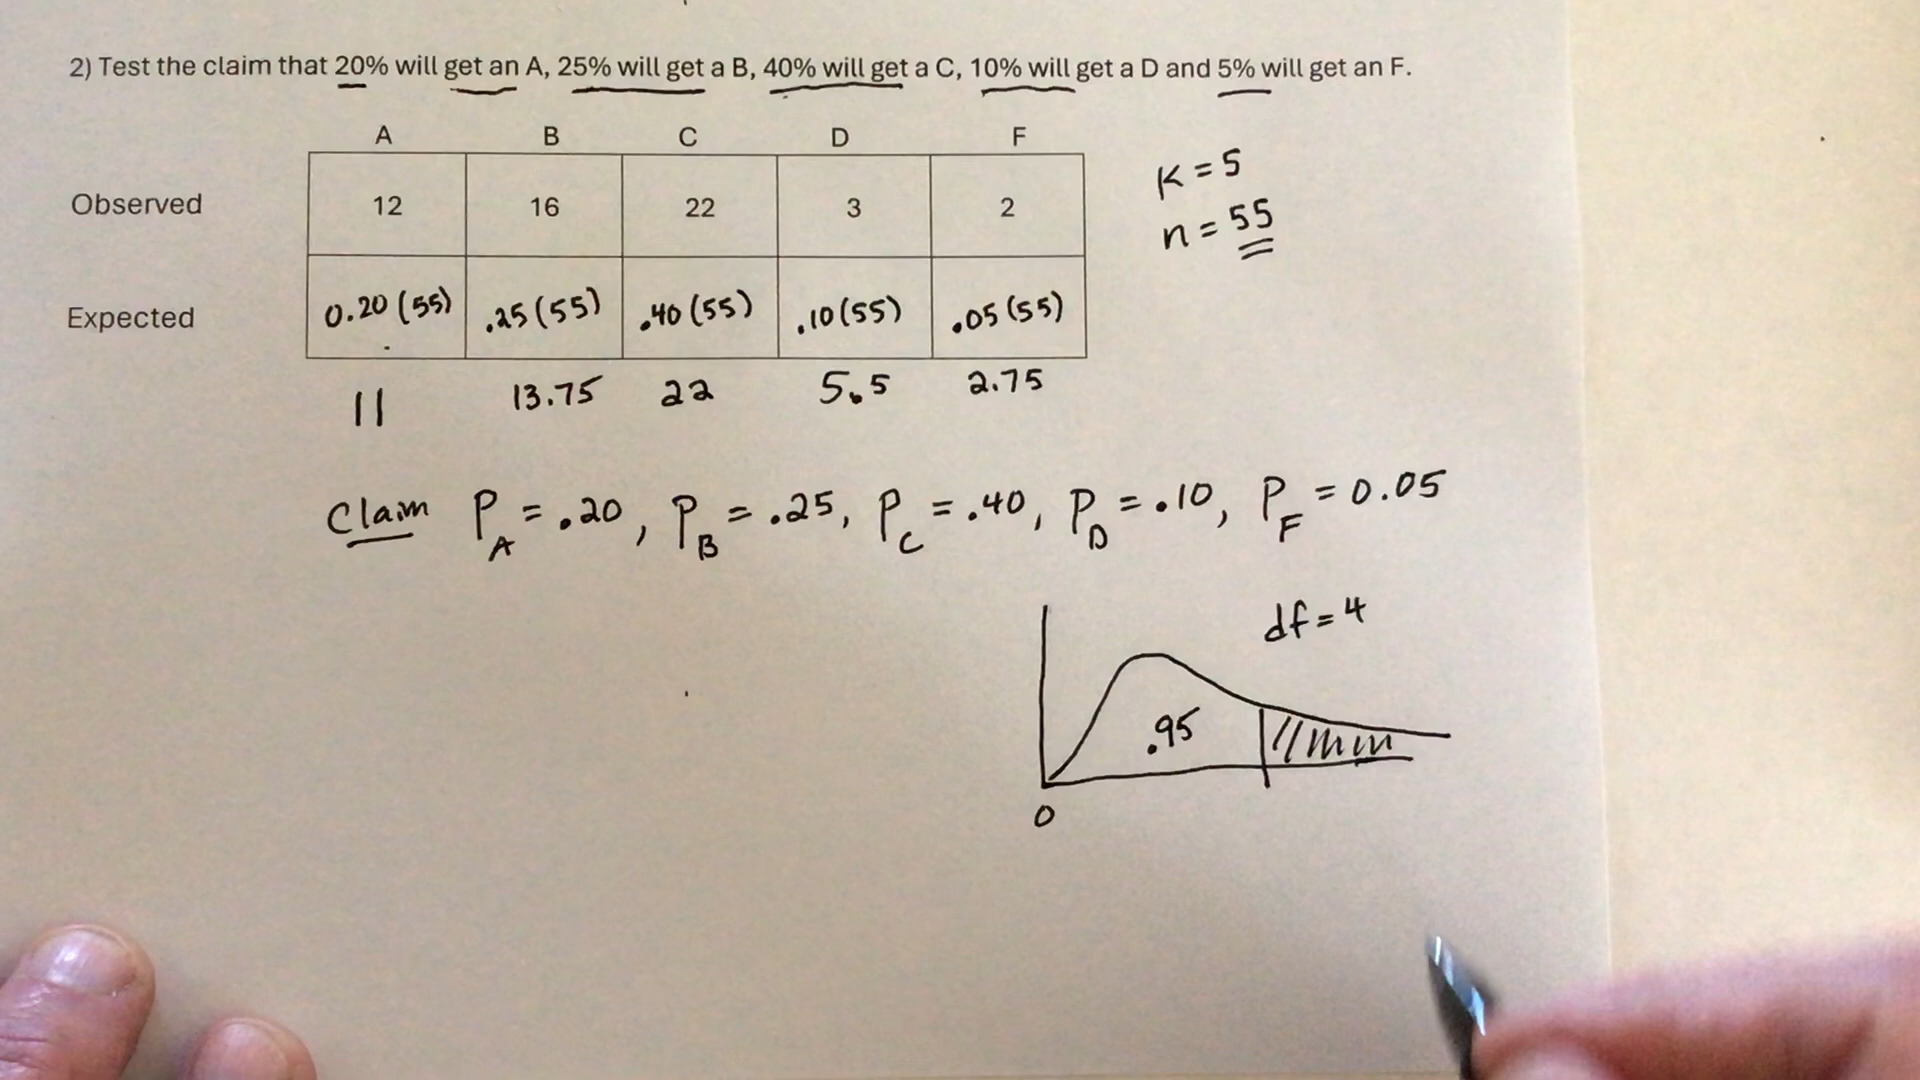 2) Test the claim that 20% will get an A, 25% will get a B, 40% will get a C, 10% will get a D and 5% will get an F.
A B C D F
Observed 12 16 22 3 2
K = 5
n = 55
Expected 0.20 (55) .25 (55) .40 (55) .10 (55) .05 (55)
11 13.75 22 5.5 2.75
Claim P_A = .20, P_B = .25, P_C = .40, P_D = .10, P_F = 0.05
df = 4
.95
0